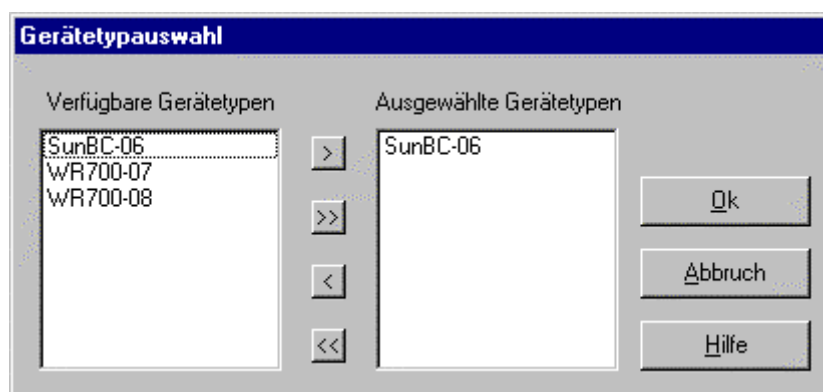 Gerätetypauswahl
Verfügbare Gerätetypen
SunBC-06
WR700-07
WR700-08
>
>>
<
<<
Ausgewählte Gerätetypen
SunBC-06
Ok
Abbruch
Hilfe